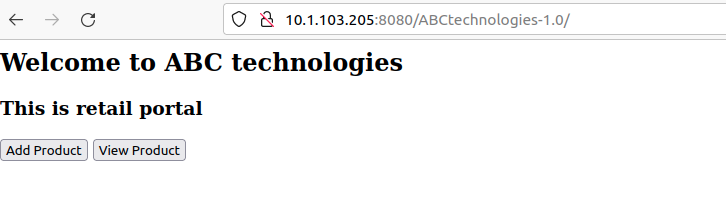 10.1.103.205:8080/ABCtechnologies-1.0/
Welcome to ABC technologies
This is retail portal
Add Product View Product